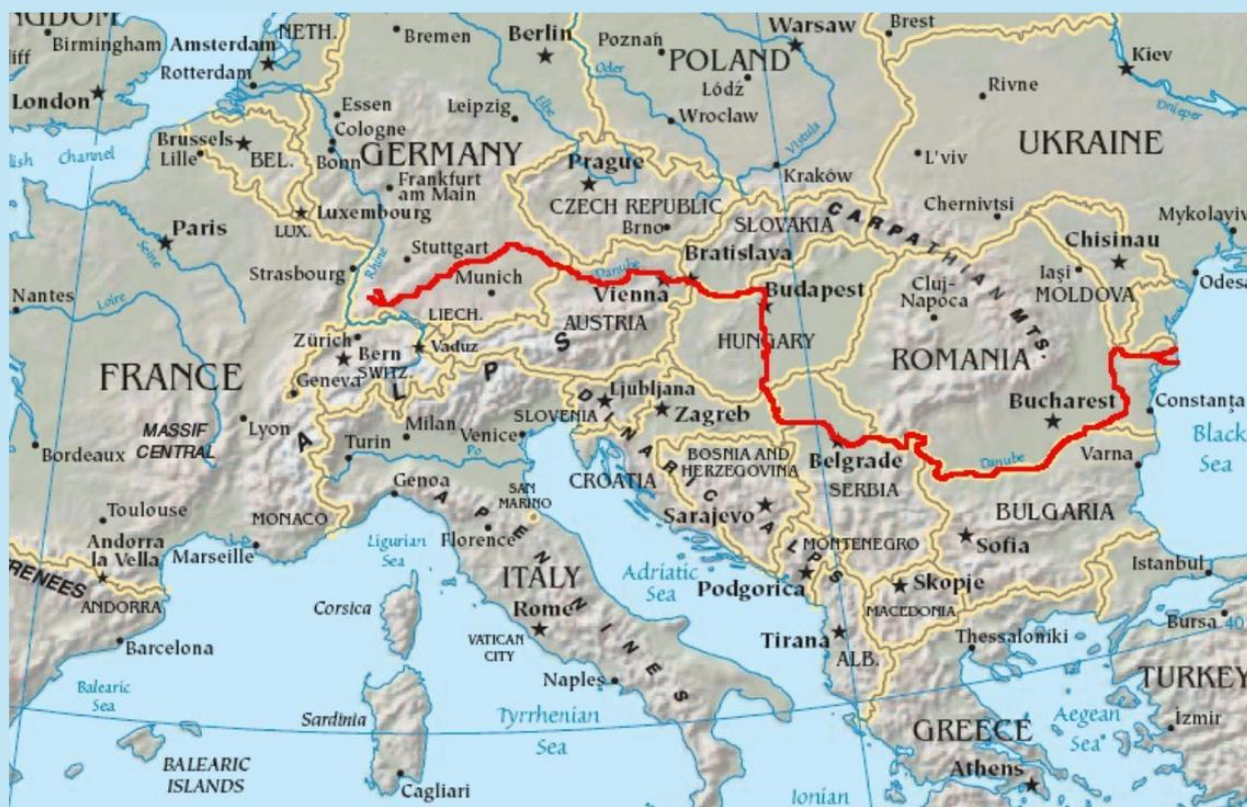 NGDOM
Birmingham
Amsterdam
NETH.
Bremen
Berlin
Poznań
Warsaw
Brest
Rotterdam
Oder
POLAND
Łódź
Kiev
London
Essen
Leipzig
Elbe
Rivne
Dnieper
Cologne
Wrocław
Vistula
Brussels
BEL.
Bonn
GERMANY
Prague
L'viv
UKRAINE
lish Channel
Lille
Frankfurt
am Main
Kraków
Luxembourg
CZECH REPUBLIC
SLOVAKIA
CARPATHIAN MTS.
Chernivtsi
Mykolayiv
Paris
LUX.
Brno
Chisinau
Seine
Stuttgart
Bratislava
Strasbourg
Rhine
Munich
Danube
Vienna
Budapest
Cluj-
Napoca
Iaşi
MOLDOVA
Odesa
Nantes
Loire
LIECH.
AUSTRIA
HUNGARY
Zürich
Bern
Vaduz
SWITZ.
ROMANIA
FRANCE
Geneva
ALPS
Ljubljana
Bucharest
Constanţa
Lyon
Milan
SLOVENIA
Zagreb
MASSIF
CENTRAL
Turin
Venice
Po
DINARIC ALPS
BOSNIA AND
HERZEGOVINA
Belgrade
Danube
Varna
Black
Sea
Bordeaux
CROATIA
SERBIA
Genoa
SAN
MARINO
Sarajevo
BULGARIA
Toulouse
MONACO
APENNINES
Andorra
la Vella
Marseille
Ligurian
Sea
Florence
MONTENEGRO
Sofia
Istanbul
YRENEES
ITALY
Adriatic
Sea
Podgorica
Skopje
ANDORRA
Corsica
Rome
MACEDONIA
Bursa
40
Barcelona
VATICAN
CITY
Tirana
ALB.
Thessaloniki
Naples
TURKEY
Balearic
Sea
Sardinia
Tyrrhenian
Sea
GREECE
Aegean
Sea
İzmir
BALEARIC
ISLANDS
Cagliari
Ionian
Athens